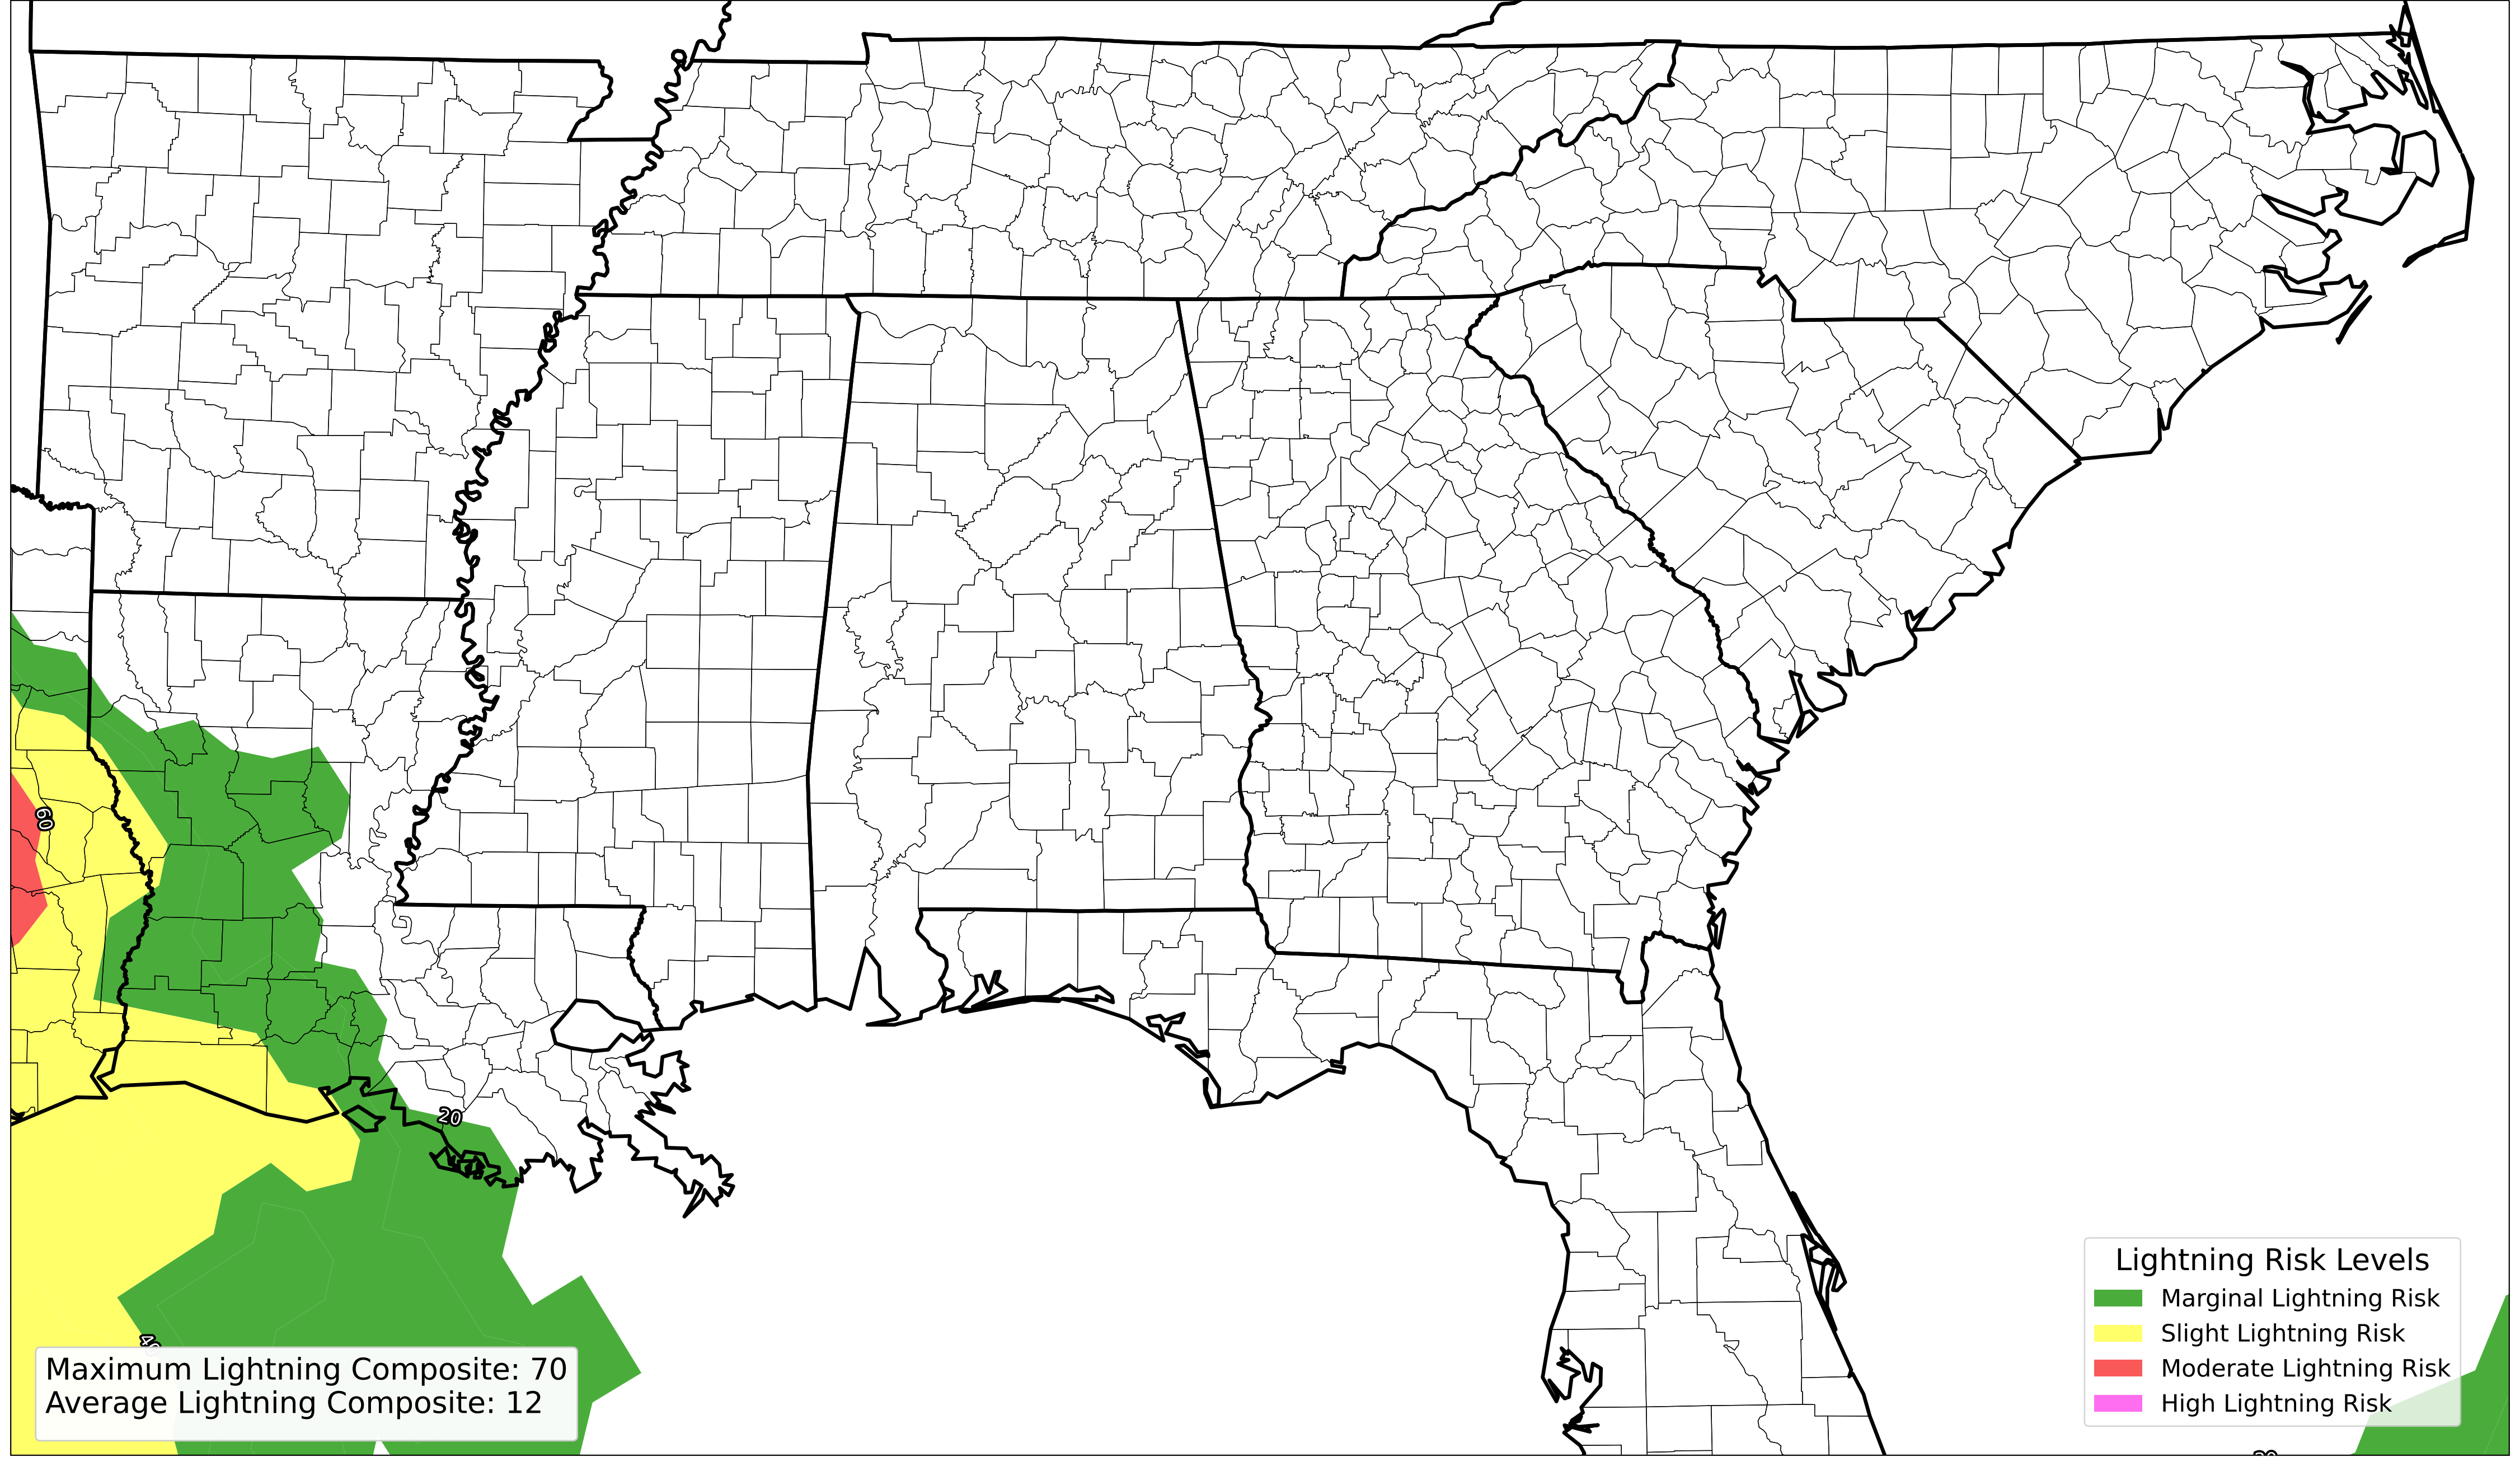 60
20
40
Maximum Lightning Composite: 70
Average Lightning Composite: 12
Lightning Risk Levels
Marginal Lightning Risk
Slight Lightning Risk
Moderate Lightning Risk
High Lightning Risk